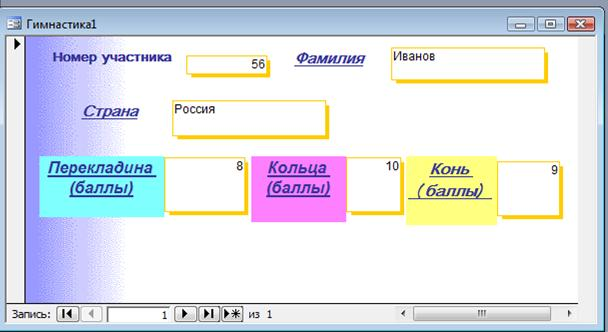 Гимнастика1
Номер участника 56 Фамилия Иванов
Страна Россия
Перекладина (баллы) 8 Кольца (баллы) 10 Конь (баллы) 9
Запись: 1 из 1